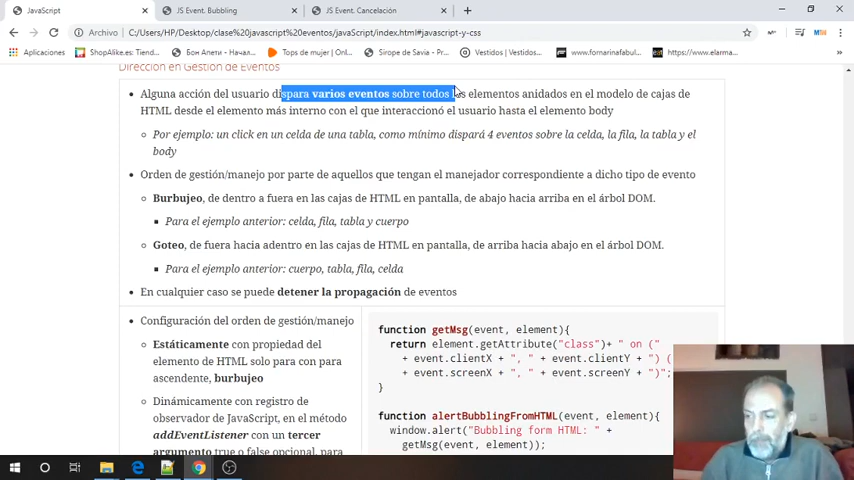 JavaScript
JS Event. Bubbling
JS Event. Cancelación
Archivo
C:/Users/HP/Desktop/clase%20javascript%20eventos/javaScript/index.html#javascript-y-css
Aplicaciones
ShopAlike.es: Tienda...
Бон Апети - Начал...
Tops de mujer | Onl...
Sirope de Savia - Co...
Vestidos | Vestidos...
www.fornarinafabul...
https://www.elarma...
Dirección en Gestión de Eventos
Alguna acción del usuario dispara varios eventos sobre todos los elementos anidados en el modelo de cajas de
HTML desde el elemento más interno con el que interaccionó el usuario hasta el elemento body
Por ejemplo: un click en un celda de una tabla, como mínimo dispará 4 eventos sobre la celda, la fila, la tabla y el
body
Orden de gestión/manejo por parte de aquellos que tengan el manejador correspondiente a dicho tipo de evento
Burbujeo, de dentro a fuera en las cajas de HTML en pantalla, de abajo hacia arriba en el árbol DOM.
Para el ejemplo anterior: celda, fila, tabla y cuerpo
Goteo, de fuera hacia adentro en las cajas de HTML en pantalla, de arriba hacia abajo en el árbol DOM.
Para el ejemplo anterior: cuerpo, tabla, fila, celda
En cualquier caso se puede detener la propagación de eventos
Configuración del orden de gestión/manejo
Estáticamente con propiedad del
elemento de HTML solo para con para
ascendente, burbujeo
Dinámicamente con registro de
observador de JavaScript, en el método
addEventListener con un tercer
argumento true o false opcional, para
function getMsg(event, element){
return element.getAttribute("class")+ " on ("
+ event.clientX + ", " + event.clientY + ") (
+ event.screenX + ", " + event.screenY + ")";
}
function alertBubblingFromHTML(event, element){
window.alert("Bubbling form HTML: " +
getMsg(event, element));